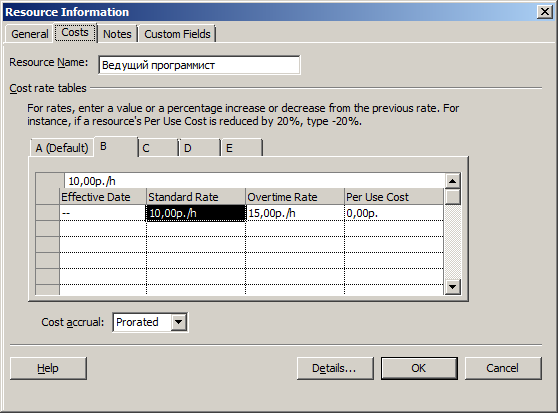 Resource Information
General Costs Notes Custom Fields
Resource Name: Ведущий программист
Cost rate tables
For rates, enter a value or a percentage increase or decrease from the previous rate. For
instance, if a resource's Per Use Cost is reduced by 20%, type -20%.
A (Default) B C D E
10,00р./h
Effective Date Standard Rate Overtime Rate Per Use Cost
-- 10,00р./h 15,00р./h 0,00р.
Cost accrual: Prorated
Help Details... OK Cancel